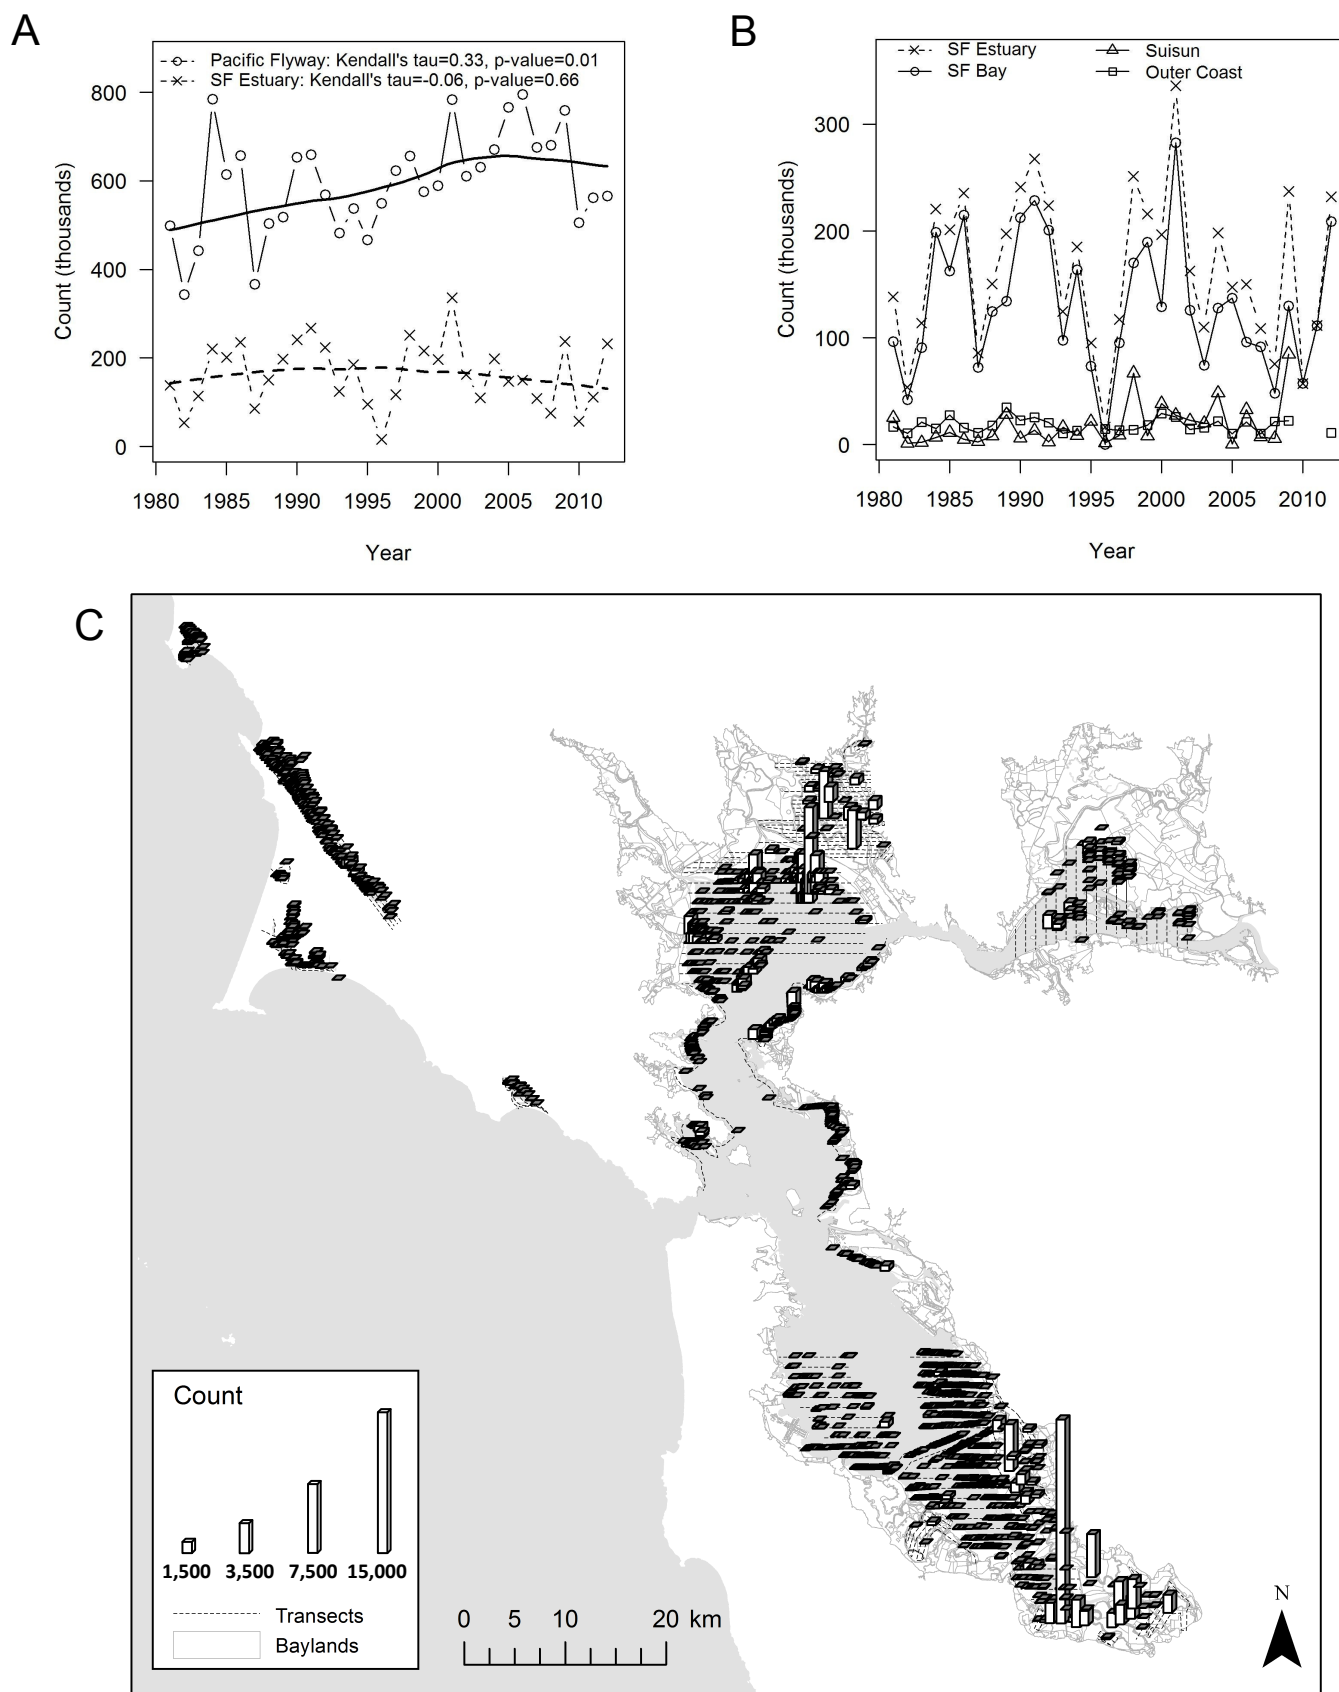 A
Pacific Flyway: Kendall's tau=0.33, p-value=0.01
SF Estuary: Kendall's tau=-0.06, p-value=0.66
Count (thousands)
800
600
400
200
0
1980 1985 1990 1995 2000 2005 2010
Year
B
SF Estuary Suisun
SF Bay Outer Coast
Count (thousands)
300
200
100
0
1980 1985 1990 1995 2000 2005 2010
Year
C
Count
1,500 3,500 7,500 15,000
Transects
Baylands
0 5 10 20 km
N